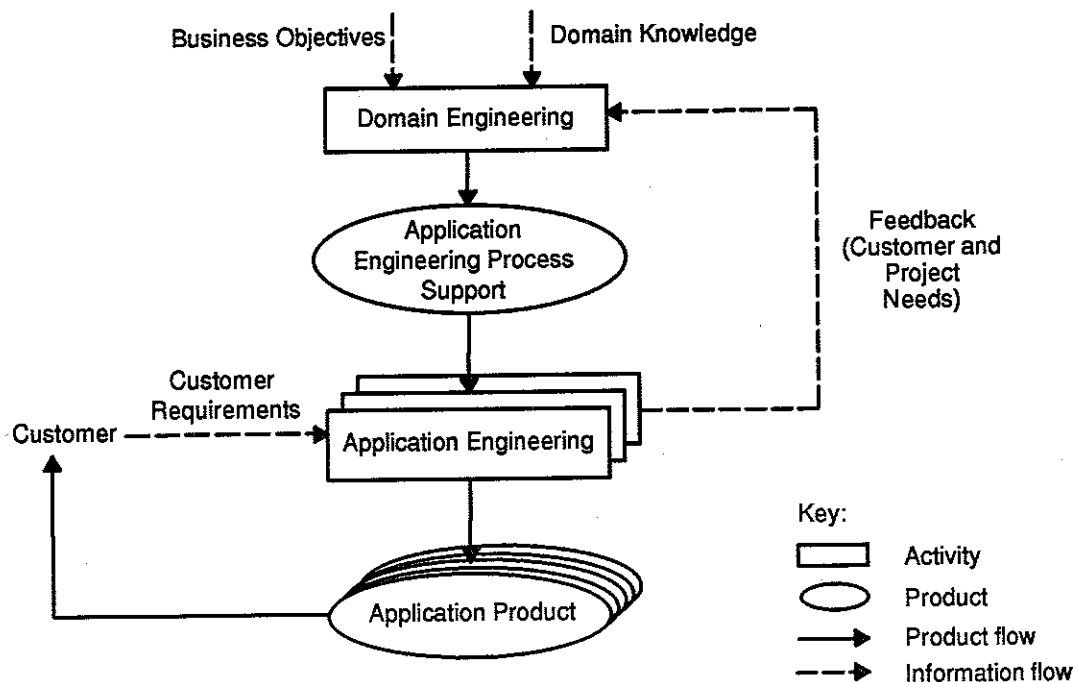 Business Objectives
Domain Knowledge
Domain Engineering
Application
Engineering Process
Support
Feedback
(Customer and
Project
Needs)
Customer
Requirements
Customer
Application Engineering
Application Product
Key:
Activity
Product
Product flow
Information flow